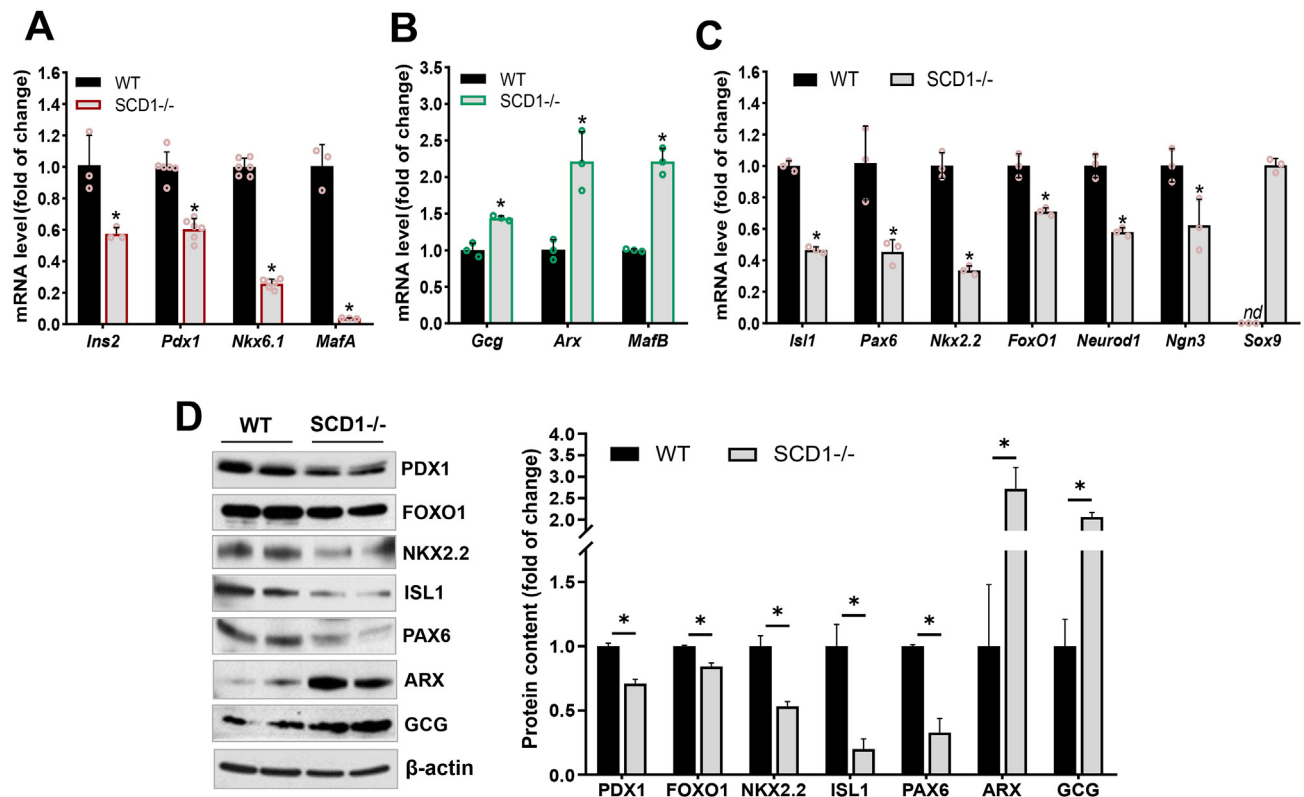 A
mRNA level (fold of change)
1.6
1.4
1.2
1.0
0.8
0.6
0.4
0.2
0.0
WT
SCD1-/-
*
*
*
*
Ins2 Pdx1 Nkx6.1 MafA
B
mRNA level (fold of change)
3.5
3.0
2.5
2.0
1.5
1.0
0.5
0.0
WT
SCD1-/-
*
*
*
Gcg Arx MafB
C
mRNA level (fold of change)
1.6
1.4
1.2
1.0
0.8
0.6
0.4
0.2
0.0
WT SCD1-/-
*
*
*
*
*
*
nd
Isl1 Pax6 Nkx2.2 FoxO1 Neurod1 Ngn3 Sox9
D
WT SCD1-/-
PDX1
FOXO1
NKX2.2
ISL1
PAX6
ARX
GCG
β-actin
Protein content (fold of change)
4.0
3.5
3.0
2.5
2.0
1.5
1.0
0.5
0.0
WT SCD1-/-
*
*
*
*
*
*
*
PDX1 FOXO1 NKX2.2 ISL1 PAX6 ARX GCG